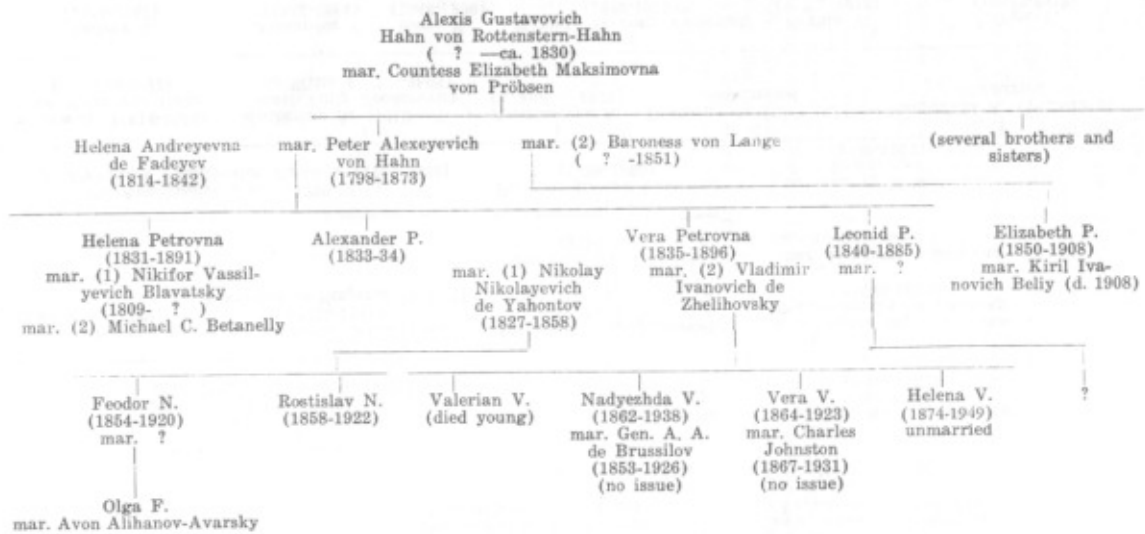 Alexis Gustavovich
Hahn von Rottenstern-Hahn
( ? —ca. 1830)
mar. Countess Elizabeth Maksimovna
von Pröbsen
Helena Andreyevna
de Fadeyev
(1814-1842)
mar. Peter Alexeyevich
von Hahn
(1798-1873)
mar. (2) Baroness von Lange
( ? -1851)
(several brothers and
sisters)
Helena Petrovna
(1831-1891)
mar. (1) Nikifor Vassil-
yevich Blavatsky
(1809- ? )
mar. (2) Michael C. Betanelly
Alexander P.
(1833-34)
mar. (1) Nikolay
Nikolayevich
de Yahontov
(1827-1858)
Vera Petrovna
(1835-1896)
mar. (2) Vladimir
Ivanovich de
Zhelihovsky
Leonid P.
(1840-1885)
mar. ?
Elizabeth P.
(1850-1908)
mar. Kiril Iva-
novich Beliy (d. 1908)
Feodor N.
(1854-1920)
mar. ?
Rostislav N.
(1858-1922)
Valerian V.
(died young)
Nadyezhda V.
(1862-1938)
mar. Gen. A. A.
de Brussilov
(1853-1926)
(no issue)
Vera V.
(1864-1923)
mar. Charles
Johnston
(1867-1931)
(no issue)
Helena V.
(1874-1949)
unmarried
?
Olga F.
mar. Avon Alihanov-Avarsky